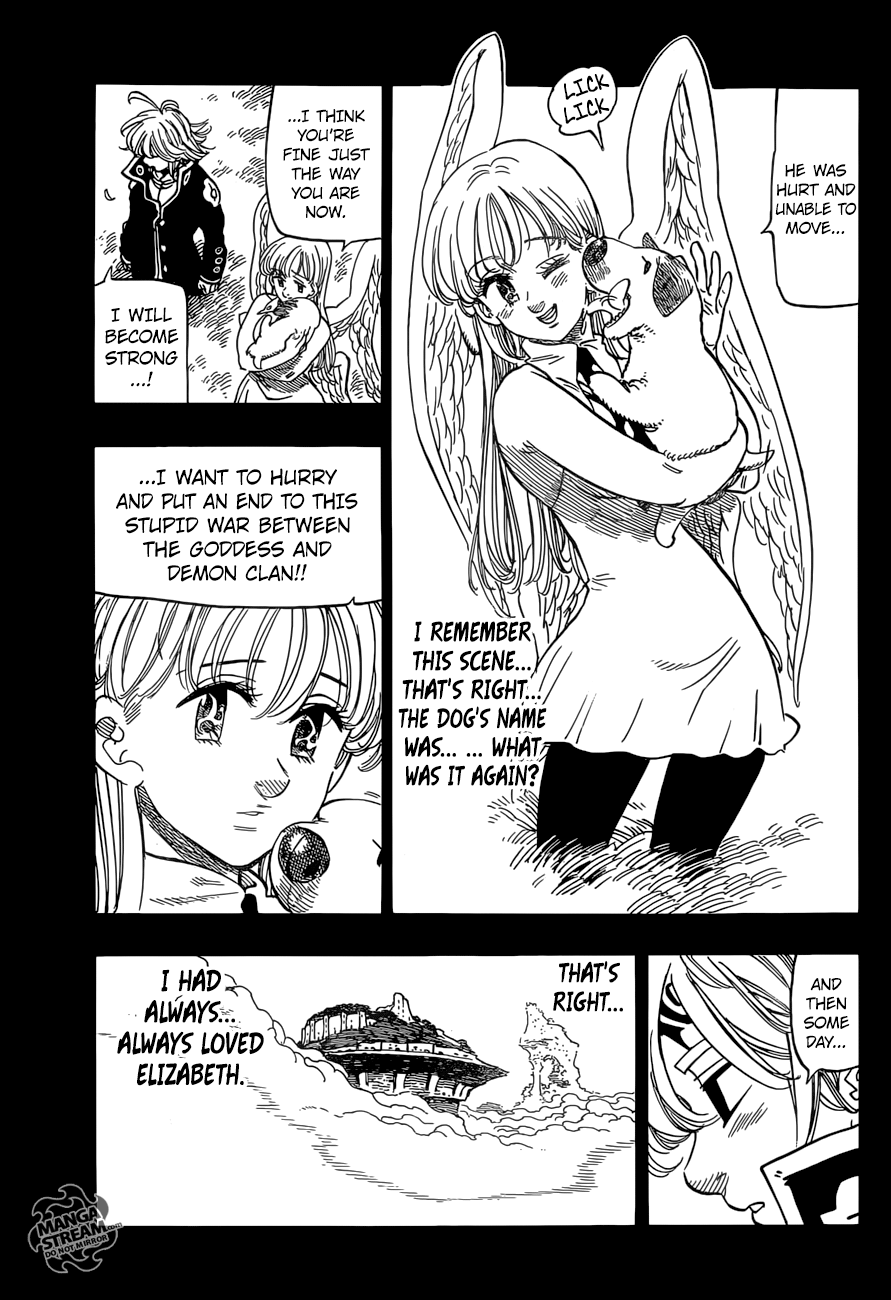 HE WAS
HURT AND
UNABLE TO
MOVE...
LICK
LICK
I REMEMBER
THIS SCENE...
THAT'S RIGHT...
THE DOG'S NAME
WAS... ... WHAT
WAS IT AGAIN?
...I THINK
YOU'RE
FINE JUST
THE WAY
YOU ARE
NOW.
I WILL
BECOME
STRONG
...!
...I WANT TO HURRY
AND PUT AN END TO THIS
STUPID WAR BETWEEN
THE GODDESS AND
DEMON CLAN!!
AND
THEN
SOME
DAY...
THAT'S
RIGHT...
I HAD
ALWAYS...
ALWAYS LOVED
ELIZABETH.
MANGA
STREAM.COM
DO NOT MIRROR